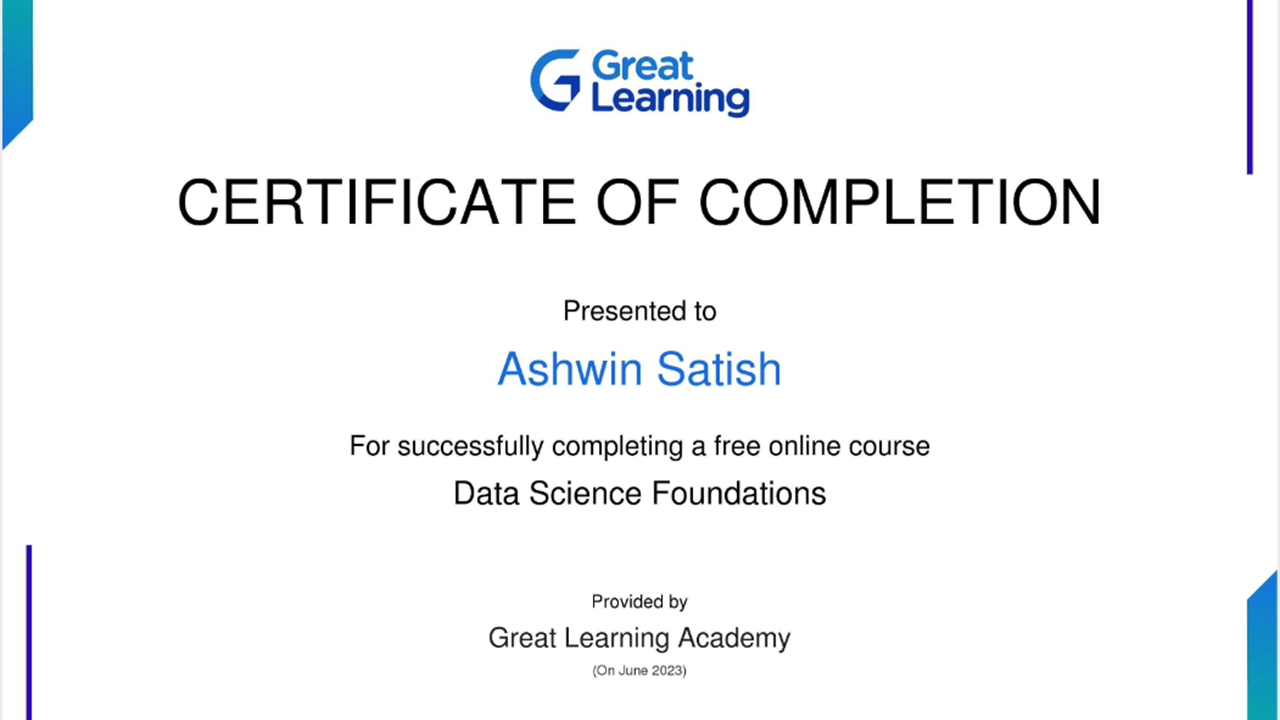 Great
Learning
CERTIFICATE OF COMPLETION
Presented to
Ashwin Satish
For successfully completing a free online course
Data Science Foundations
Provided by
Great Learning Academy
(On June 2023)